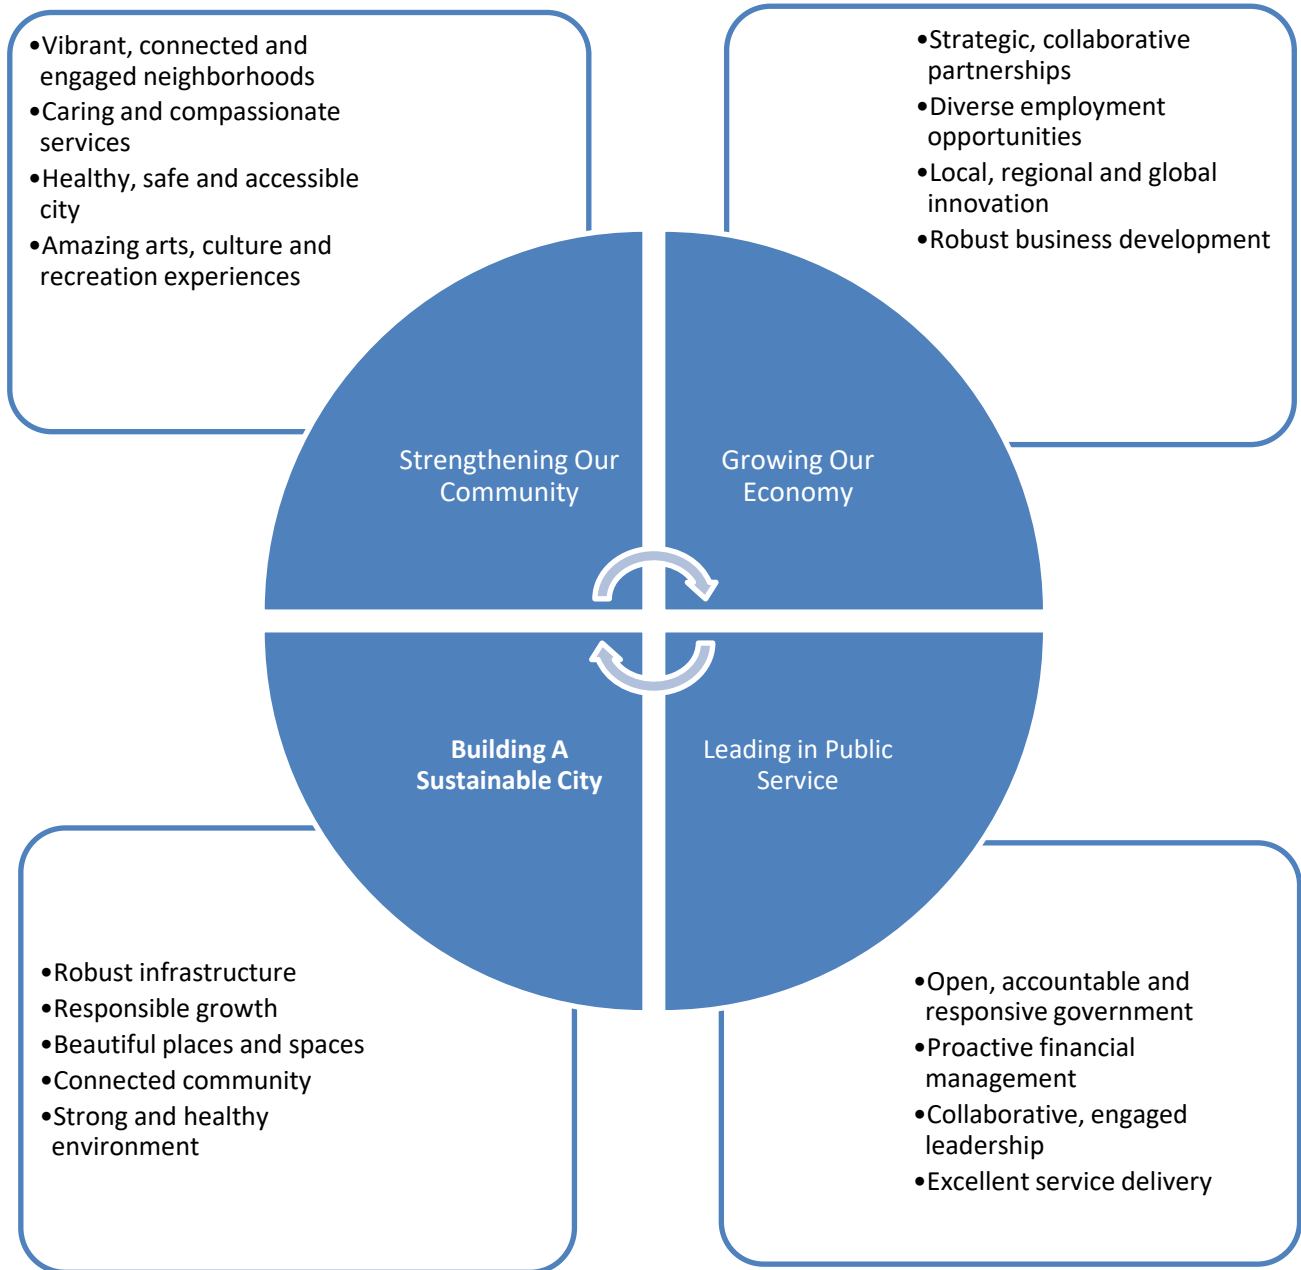 •Vibrant, connected and
engaged neighborhoods
•Caring and compassionate
services
•Healthy, safe and accessible
city
•Amazing arts, culture and
recreation experiences
•Strategic, collaborative
partnerships
•Diverse employment
opportunities
•Local, regional and global
innovation
•Robust business development
Strengthening Our
Community
Growing Our
Economy
Building A
Sustainable City
Leading in Public
Service
•Robust infrastructure
•Responsible growth
•Beautiful places and spaces
•Connected community
•Strong and healthy
environment
•Open, accountable and
responsive government
•Proactive financial
management
•Collaborative, engaged
leadership
•Excellent service delivery